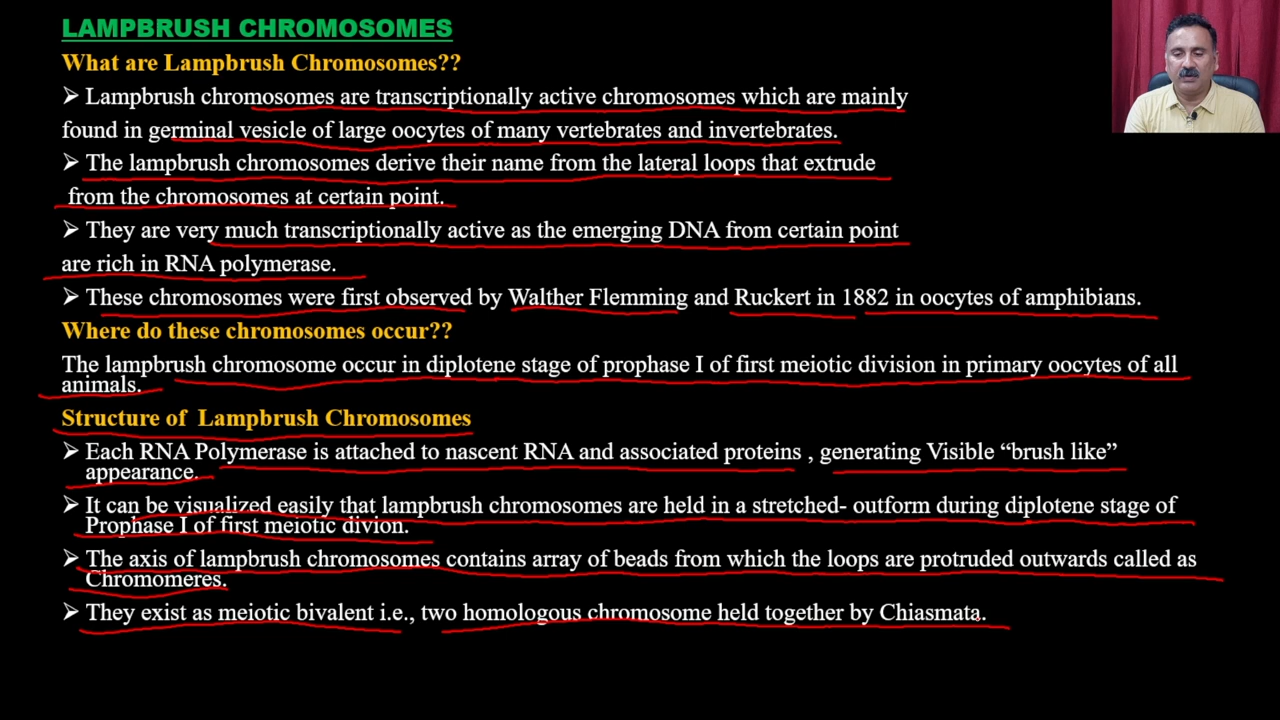 LAMPBRUSH CHROMOSOMES
What are Lampbrush Chromosomes??
➢ Lampbrush chromosomes are transcriptionally active chromosomes which are mainly
found in germinal vesicle of large oocytes of many vertebrates and invertebrates.
➢ The lampbrush chromosomes derive their name from the lateral loops that extrude
from the chromosomes at certain point.
➢ They are very much transcriptionally active as the emerging DNA from certain point
are rich in RNA polymerase.
➢ These chromosomes were first observed by Walther Flemming and Ruckert in 1882 in oocytes of amphibians.
Where do these chromosomes occur??
The lampbrush chromosome occur in diplotene stage of prophase I of first meiotic division in primary oocytes of all
animals.
Structure of Lampbrush Chromosomes
➢ Each RNA Polymerase is attached to nascent RNA and associated proteins , generating Visible “brush like”
appearance.
➢ It can be visualized easily that lampbrush chromosomes are held in a stretched- outform during diplotene stage of
Prophase I of first meiotic divion.
➢ The axis of lampbrush chromosomes contains array of beads from which the loops are protruded outwards called as
Chromomeres.
➢ They exist as meiotic bivalent i.e., two homologous chromosome held together by Chiasmata.